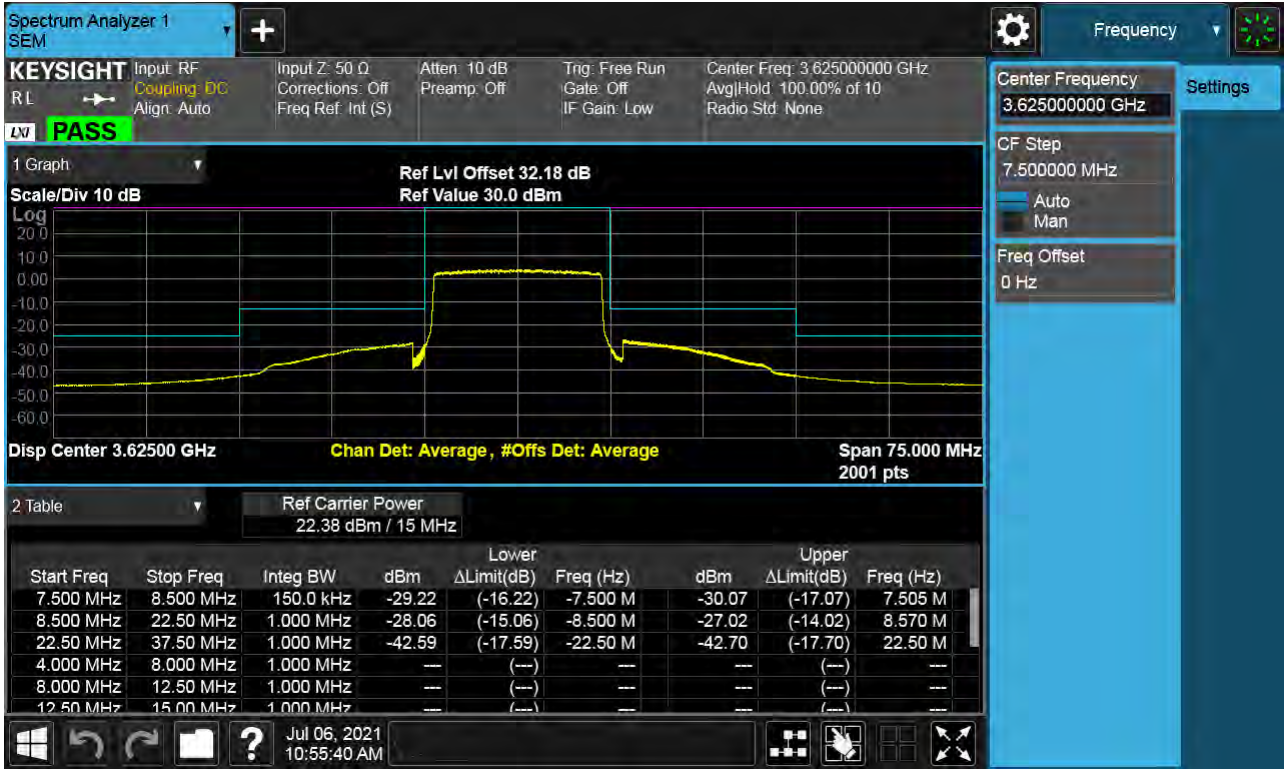 Spectrum Analyzer 1
SEM
Frequency
KEYSIGHT Input: RF Input Z: 50 Ω Atten: 10 dB Trig: Free Run Center Freq: 3.625000000 GHz
RL Coupling: DC Corrections: Off Preamp: Off Gate: Off Avg|Hold: 100.00% of 10
Align: Auto Freq Ref: Int (S) IF Gain: Low Radio Std: None
LXI PASS
Center Frequency
3.625000000 GHz
Settings
CF Step
7.500000 MHz
Auto
Man
Freq Offset
0 Hz
1 Graph
Ref Lvl Offset 32.18 dB
Scale/Div 10 dB Ref Value 30.0 dBm
Log
20.0
10.0
0.00
-10.0
-20.0
-30.0
-40.0
-50.0
-60.0
Disp Center 3.62500 GHz Chan Det: Average, #Offs Det: Average Span 75.000 MHz
2001 pts
2 Table Ref Carrier Power
22.38 dBm / 15 MHz
Lower Upper
Start Freq Stop Freq Integ BW dBm ΔLimit(dB) Freq (Hz) dBm ΔLimit(dB) Freq (Hz)
7.500 MHz 8.500 MHz 150.0 kHz -29.22 (-16.22) -7.500 M -30.07 (-17.07) 7.505 M
8.500 MHz 22.50 MHz 1.000 MHz -28.06 (-15.06) -8.500 M -27.02 (-14.02) 8.570 M
22.50 MHz 37.50 MHz 1.000 MHz -42.59 (-17.59) -22.50 M -42.70 (-17.70) 22.50 M
4.000 MHz 8.000 MHz 1.000 MHz --- (---) --- --- (---) ---
8.000 MHz 12.50 MHz 1.000 MHz --- (---) --- --- (---) ---
12.50 MHz 15.00 MHz 1.000 MHz --- (---) --- --- (---) ---
Jul 06, 2021
10:55:40 AM